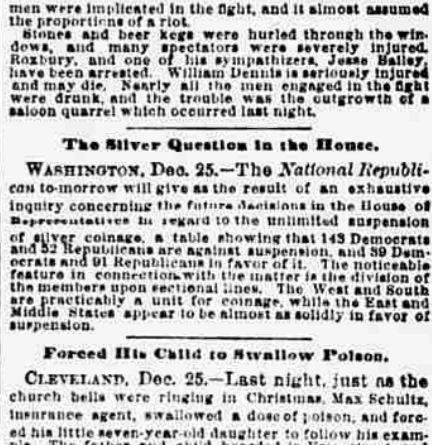 men were implicated in the fight, and it almost assumed
the proportions of a riot.
Stones and beer kegs were hurled through the win-
dows, and many spectators were severely injured.
Roxbury, and one of his sympathizers, Jesse Bailey,
have been arrested. William Dennis is seriously injured
and may die. Nearly all the men engaged in the fight
were drunk, and the trouble was the outgrowth of a
saloon quarrel which occurred last night.
The Silver Question in the House.
WASHINGTON, Dec. 25.—The National Republi-
can to-morrow will give as the result of an exhaustive
inquiry concerning the future decisions in the House of
Representatives in regard to the unlimited suspension
of silver coinage, a table showing that 143 Democrats
and 52 Republicans are against suspension, and 39 Dem-
ocrats and 91 Republicans in favor of it. The noticeable
feature in connection with the matter is the division of
the members upon sectional lines. The West and South
are practically a unit for coinage, while the East and
Middle States appear to be almost as solidly in favor of
suspension.
Forced His Child to Swallow Poison.
CLEVELAND, Dec. 25.—Last night, just as the
church bells were ringing in Christmas, Max Schultz,
insurance agent, swallowed a dose of poison, and forc-
ed his little seven-year-old daughter to follow his exam-